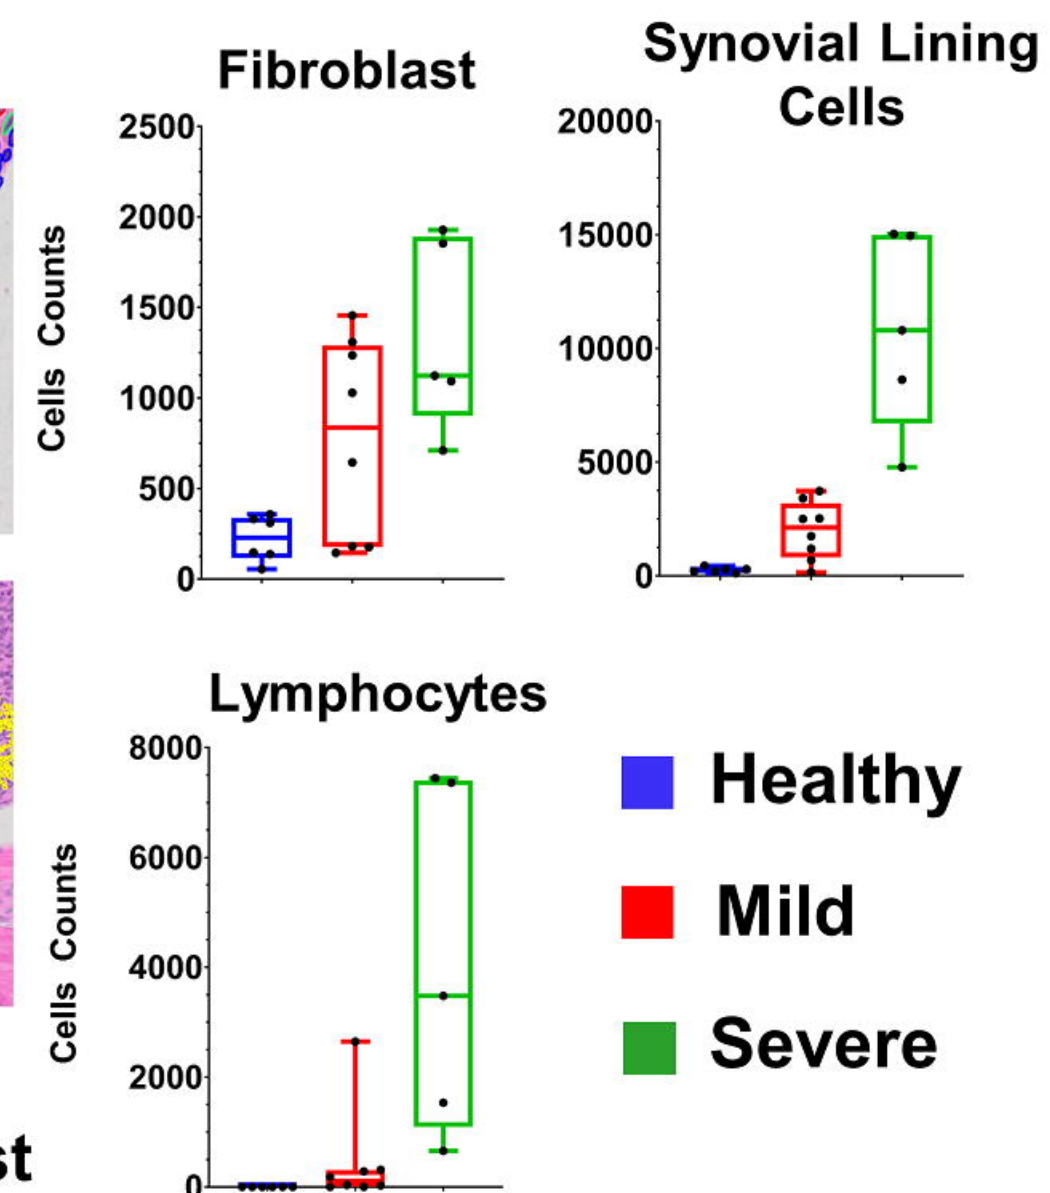 Fibroblast
Cells Counts
2500
2000
1500
1000
500
0
Synovial Lining
Cells
20000
15000
10000
5000
0
Lymphocytes
Cells Counts
8000
6000
4000
2000
0
Healthy
Mild
Severe
st